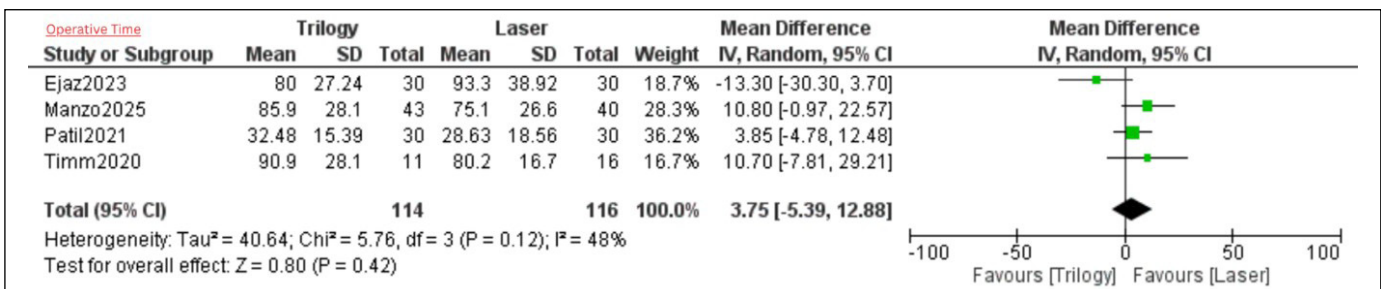 Operative Time Trilogy Laser Mean Difference Mean Difference
Study or Subgroup Mean SD Total Mean SD Total Weight IV, Random, 95% CI IV, Random, 95% CI
Ejaz2023 80 27.24 30 93.3 38.92 30 18.7% -13.30 [-30.30, 3.70]
Manzo2025 85.9 28.1 43 75.1 26.6 40 28.3% 10.80 [-0.97, 22.57]
Patil2021 32.48 15.39 30 28.63 18.56 30 36.2% 3.85 [-4.78, 12.48]
Timm2020 90.9 28.1 11 80.2 16.7 16 16.7% 10.70 [-7.81, 29.21]
Total (95% CI) 114 116 100.0% 3.75 [-5.39, 12.88]
Heterogeneity: Tau² = 40.64; Chi² = 5.76, df = 3 (P = 0.12); I² = 48%
Test for overall effect: Z = 0.80 (P = 0.42)
-100 -50 0 50 100
Favours [Trilogy] Favours [Laser]